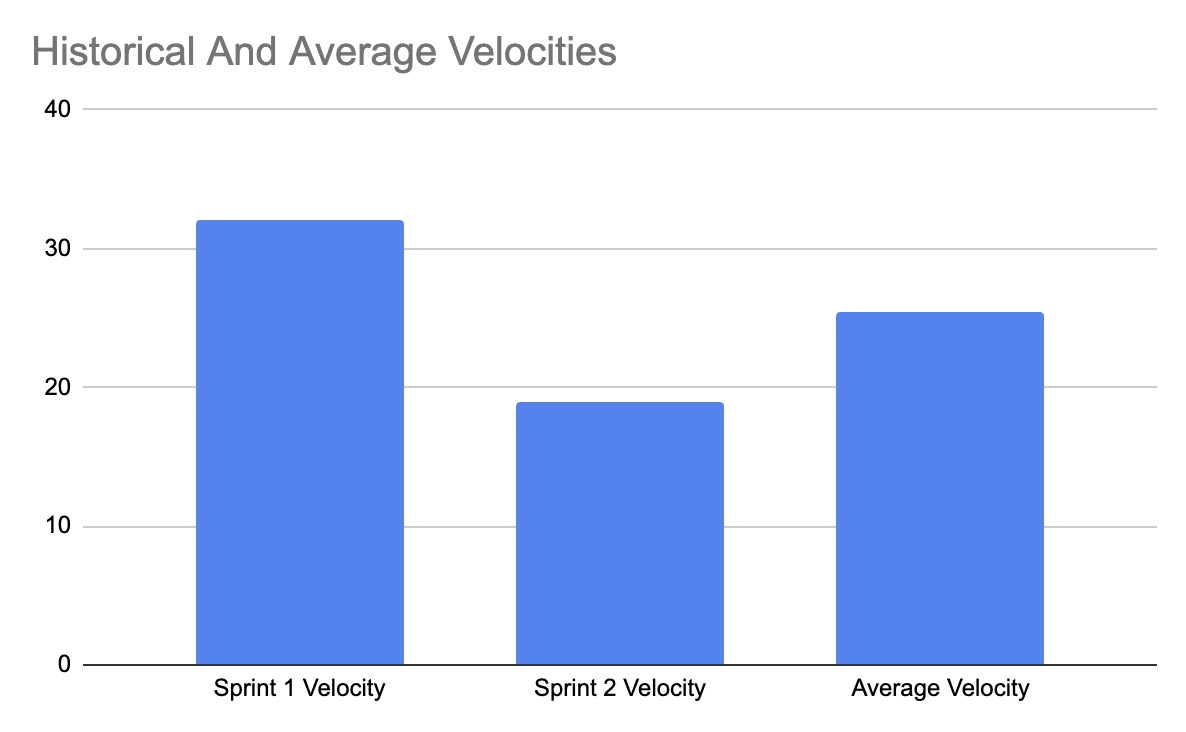 Historical And Average Velocities
40
30
20
10
0
Sprint 1 Velocity
Sprint 2 Velocity
Average Velocity